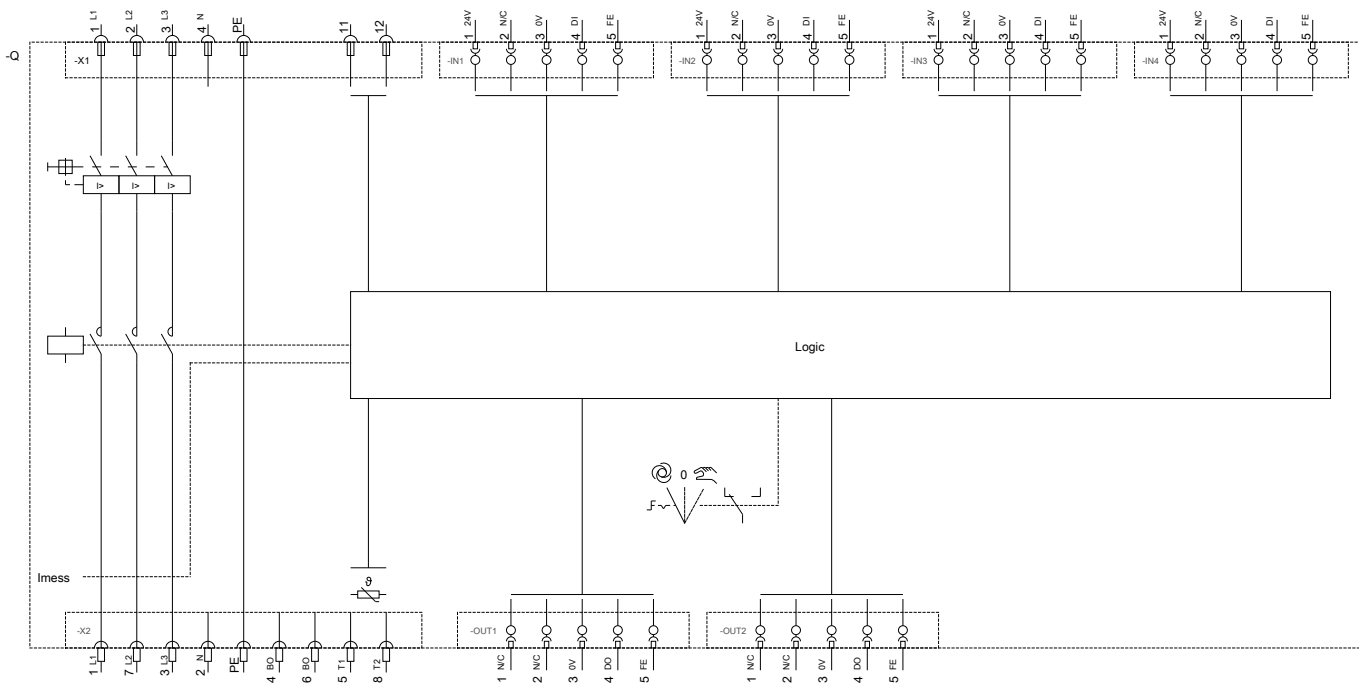 L1 L2 L3 N
1 2 3 4 PE 11 12
24V N/C 0V DI FE
1 2 3 4 5
24V N/C 0V DI FE
1 2 3 4 5
24V N/C 0V DI FE
1 2 3 4 5
24V N/C 0V DI FE
1 2 3 4 5
-Q
-X1
-IN1
-IN2
-IN3
-IN4
I> I> I>
Logic
0
Imess
ϑ
-X2
-OUT1
-OUT2
L1 L2 L3 N BO BO T1 T2
1 7 3 2 PE 4 6 5 8
N/C N/C 0V DO FE
1 2 3 4 5
N/C N/C 0V DO FE
1 2 3 4 5